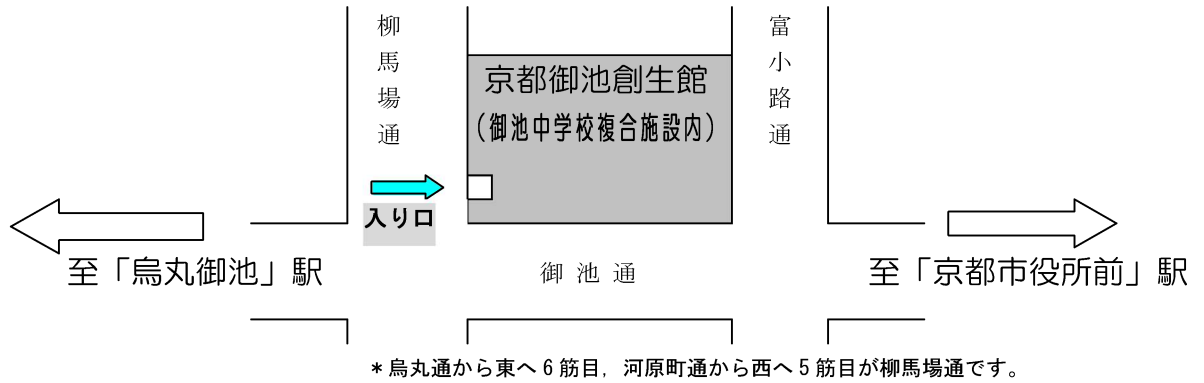 柳馬場通
富小路通
京都御池創生館
（御池中学校複合施設内）
入り口
至「烏丸御池」駅
御池通
至「京都市役所前」駅
＊烏丸通から東へ６筋目，河原町通から西へ５筋目が柳馬場通です。